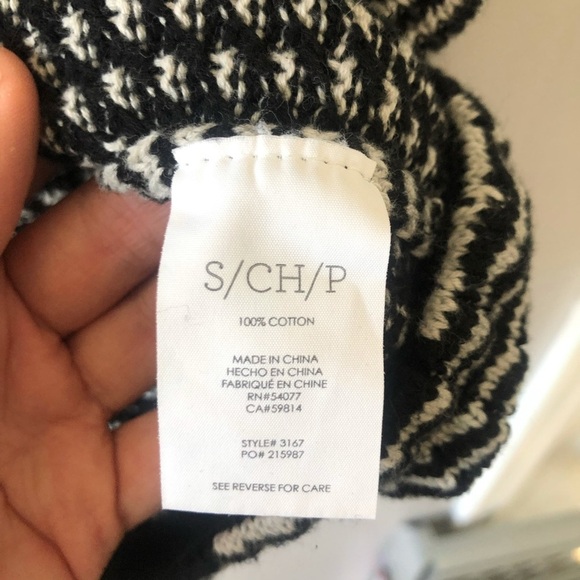 S/CH/P
100% COTTON
MADE IN CHINA
HECHO EN CHINA
FABRIQUÉ EN CHINE
RN#54077
CA#59814
STYLE# 3167
PO# 215987
SEE REVERSE FOR CARE